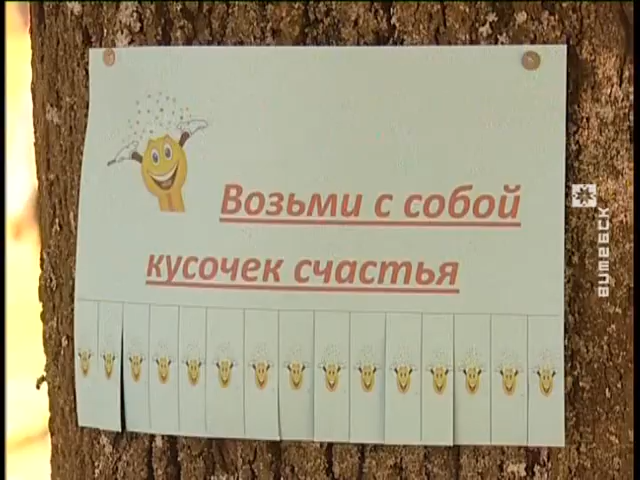 Возьми с собой
кусочек счастья
витебск